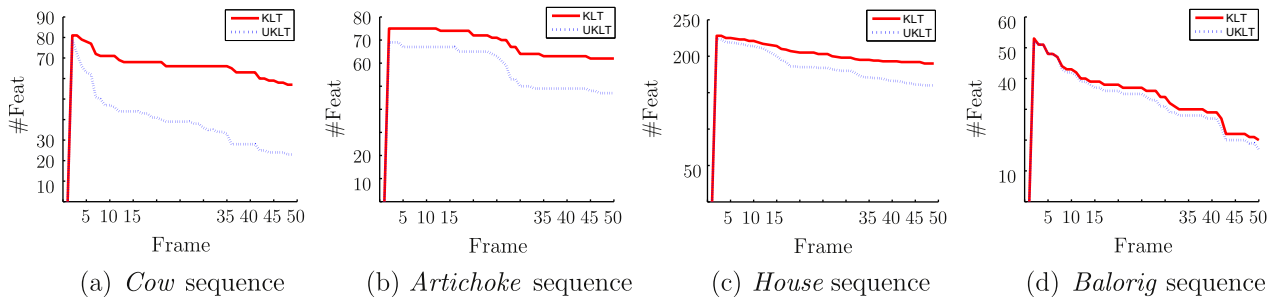 90
80
70
30
20
10
#Feat
KLT
UKLT
5 10 15 35 40 45 50
Frame
(a) Cow sequence
80
70
60
20
10
#Feat
KLT
UKLT
5 10 15 35 40 45 50
Frame
(b) Artichoke sequence
250
200
50
#Feat
KLT
UKLT
5 10 15 35 40 45 50
Frame
(c) House sequence
60
50
40
10
#Feat
KLT
UKLT
5 10 15 35 40 45 50
Frame
(d) Balorig sequence